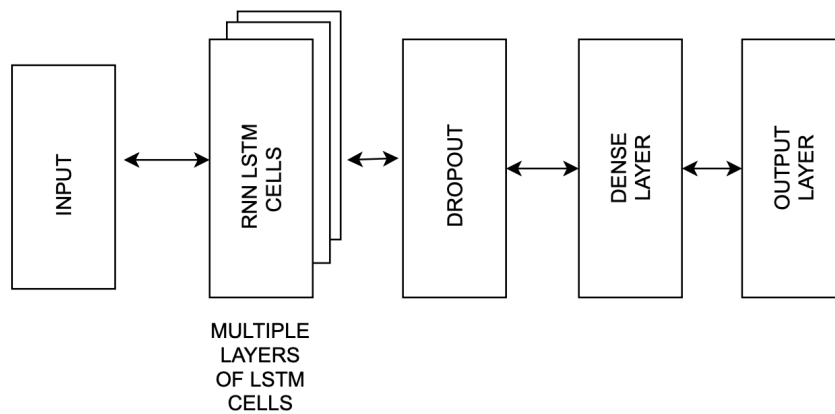 INPUT
RNN LSTM
CELLS
DROPOUT
DENSE
LAYER
OUTPUT
LAYER
MULTIPLE
LAYERS
OF LSTM
CELLS